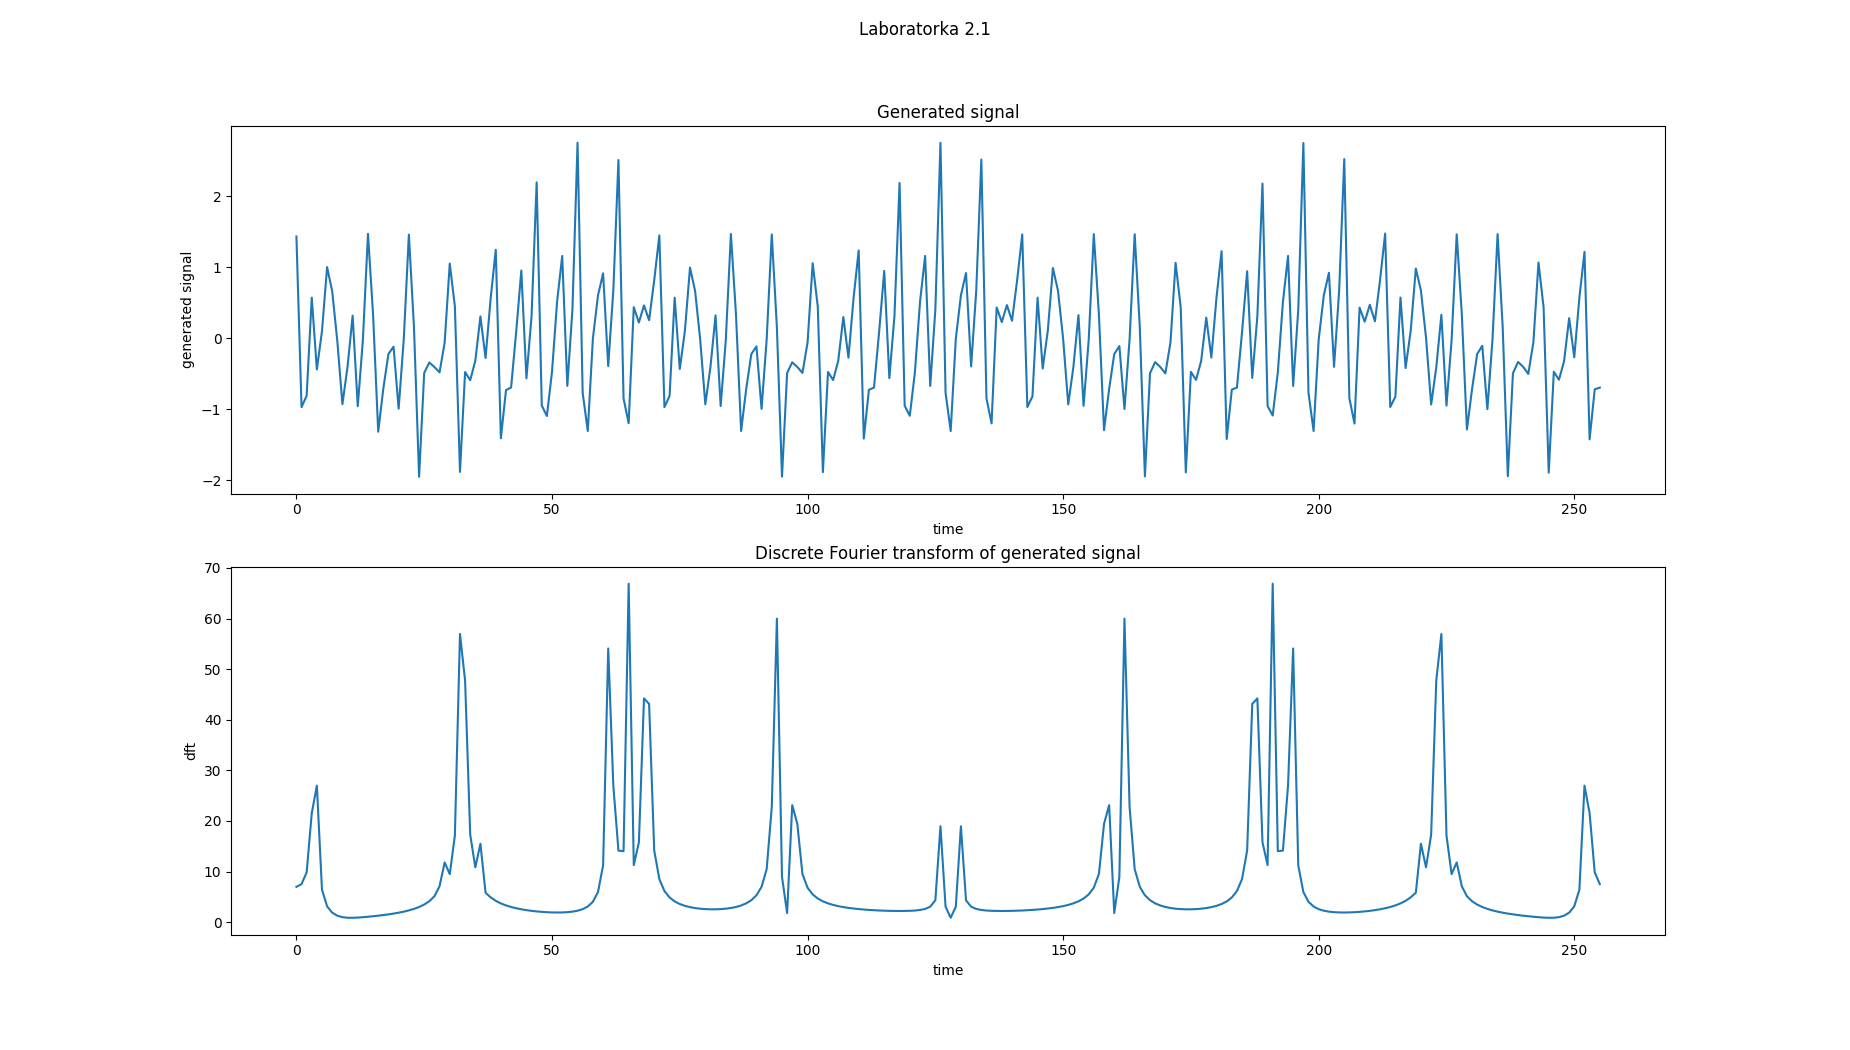 Laboratorka 2.1
Generated signal
generated signal
2
1
0
−1
−2
0 50 100 150 200 250
time
Discrete Fourier transform of generated signal
dft
70
60
50
40
30
20
10
0
0 50 100 150 200 250
time